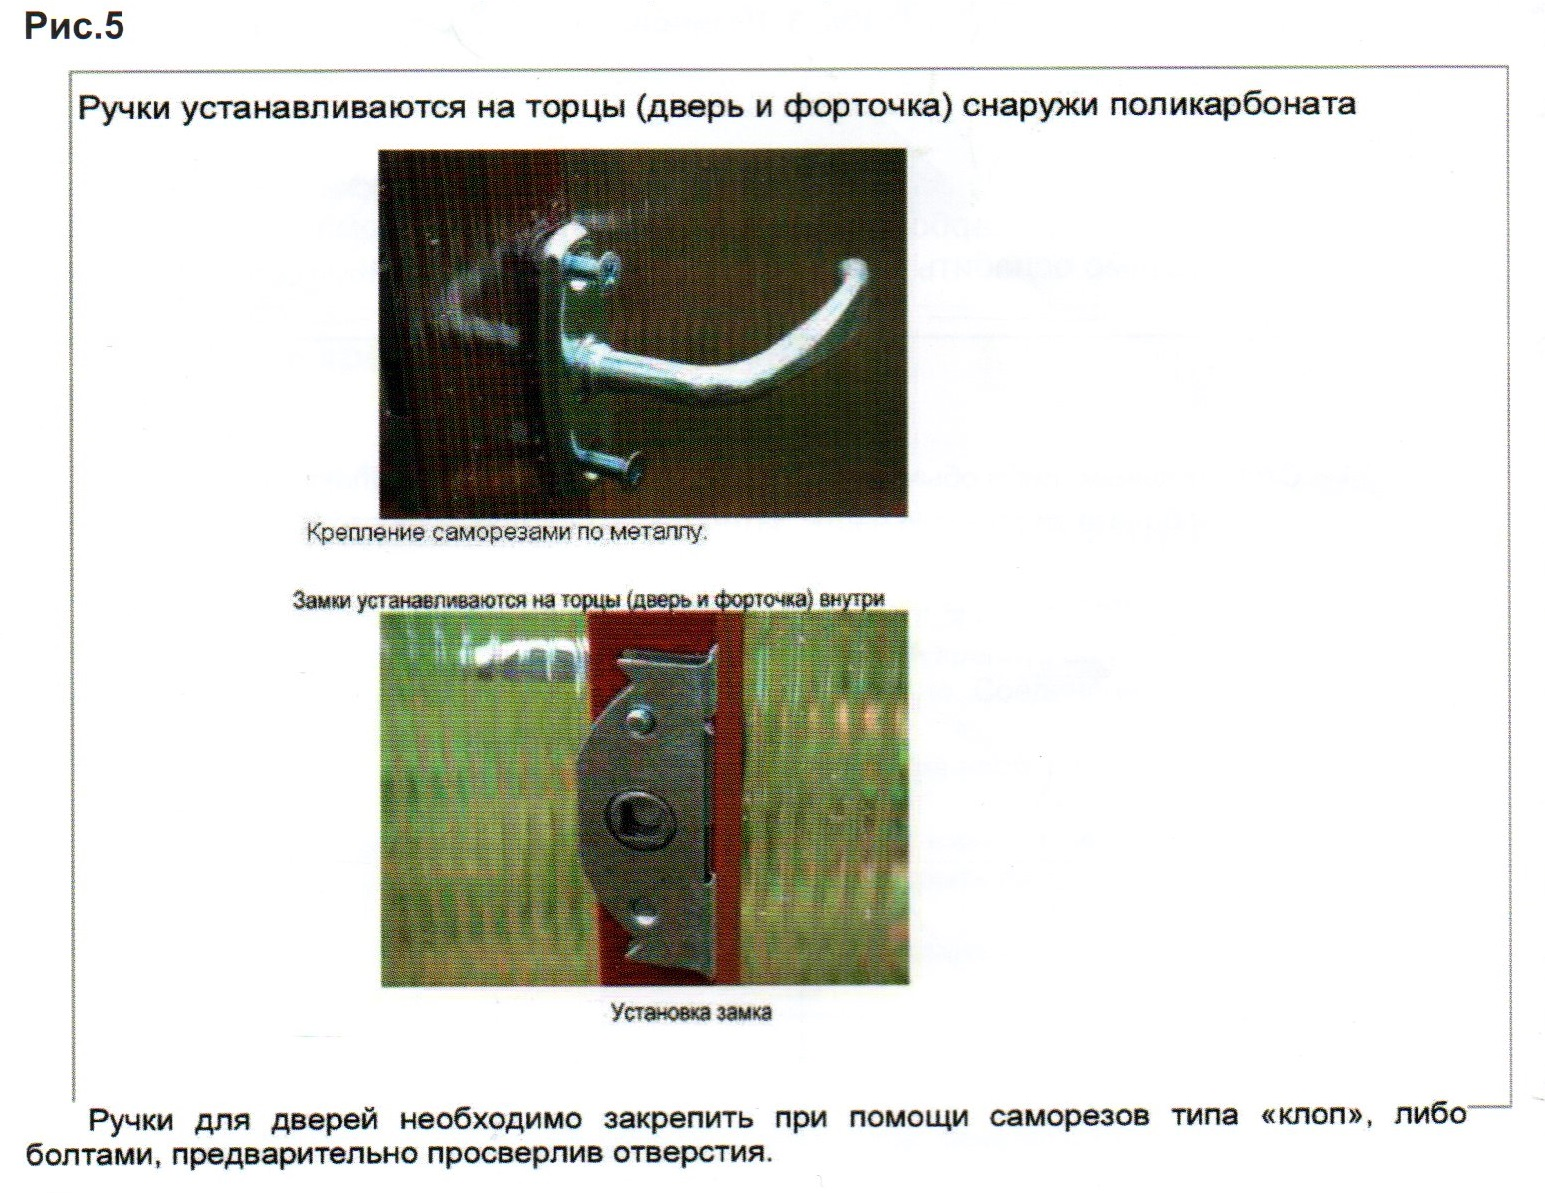 Рис.5
Ручки устанавливаются на торцы (дверь и форточка) снаружи поликарбоната
Крепление саморезами по металлу.
Замки устанавливаются на торцы (дверь и форточка) внутри
Установка замка
Ручки для дверей необходимо закрепить при помощи саморезов типа «клоп», либо
болтами, предварительно просверлив отверстия.